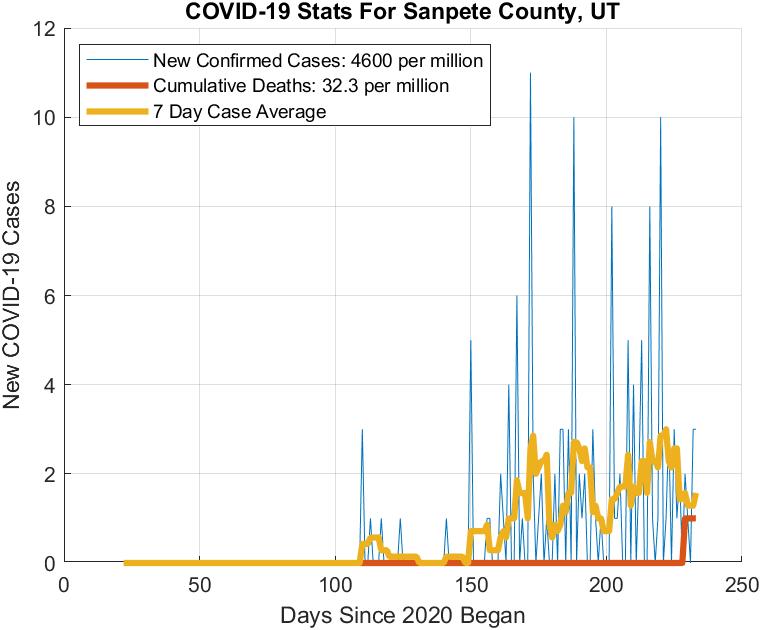 COVID-19 Stats For Sanpete County, UT
New Confirmed Cases: 4600 per million
Cumulative Deaths: 32.3 per million
7 Day Case Average
New COVID-19 Cases
12
10
8
6
4
2
0
0 50 100 150 200 250
Days Since 2020 Began